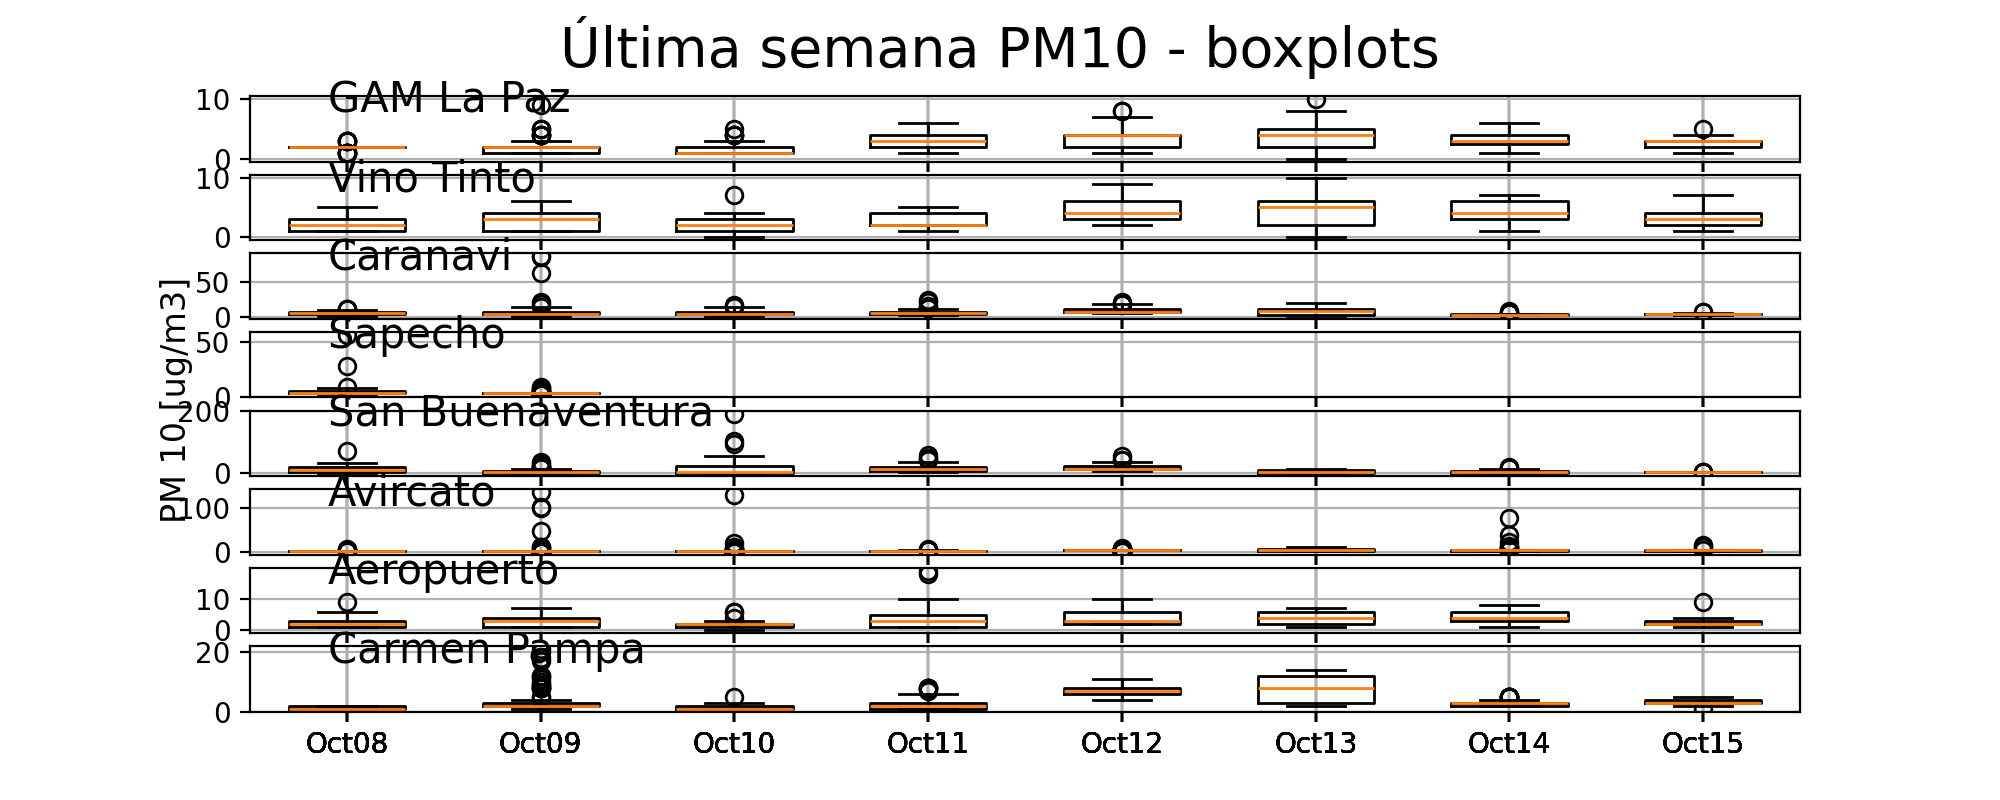 Última semana PM10 - boxplots
GAM La Paz
10
0
Vino Tinto
10
0
Caranavi
50
0
Sapecho
50
0
San Buenaventura
200
0
Avircato
100
0
Aeropuerto
10
0
Carmen Pampa
20
0
PM 10 [ug/m3]
Oct08 Oct09 Oct10 Oct11 Oct12 Oct13 Oct14 Oct15